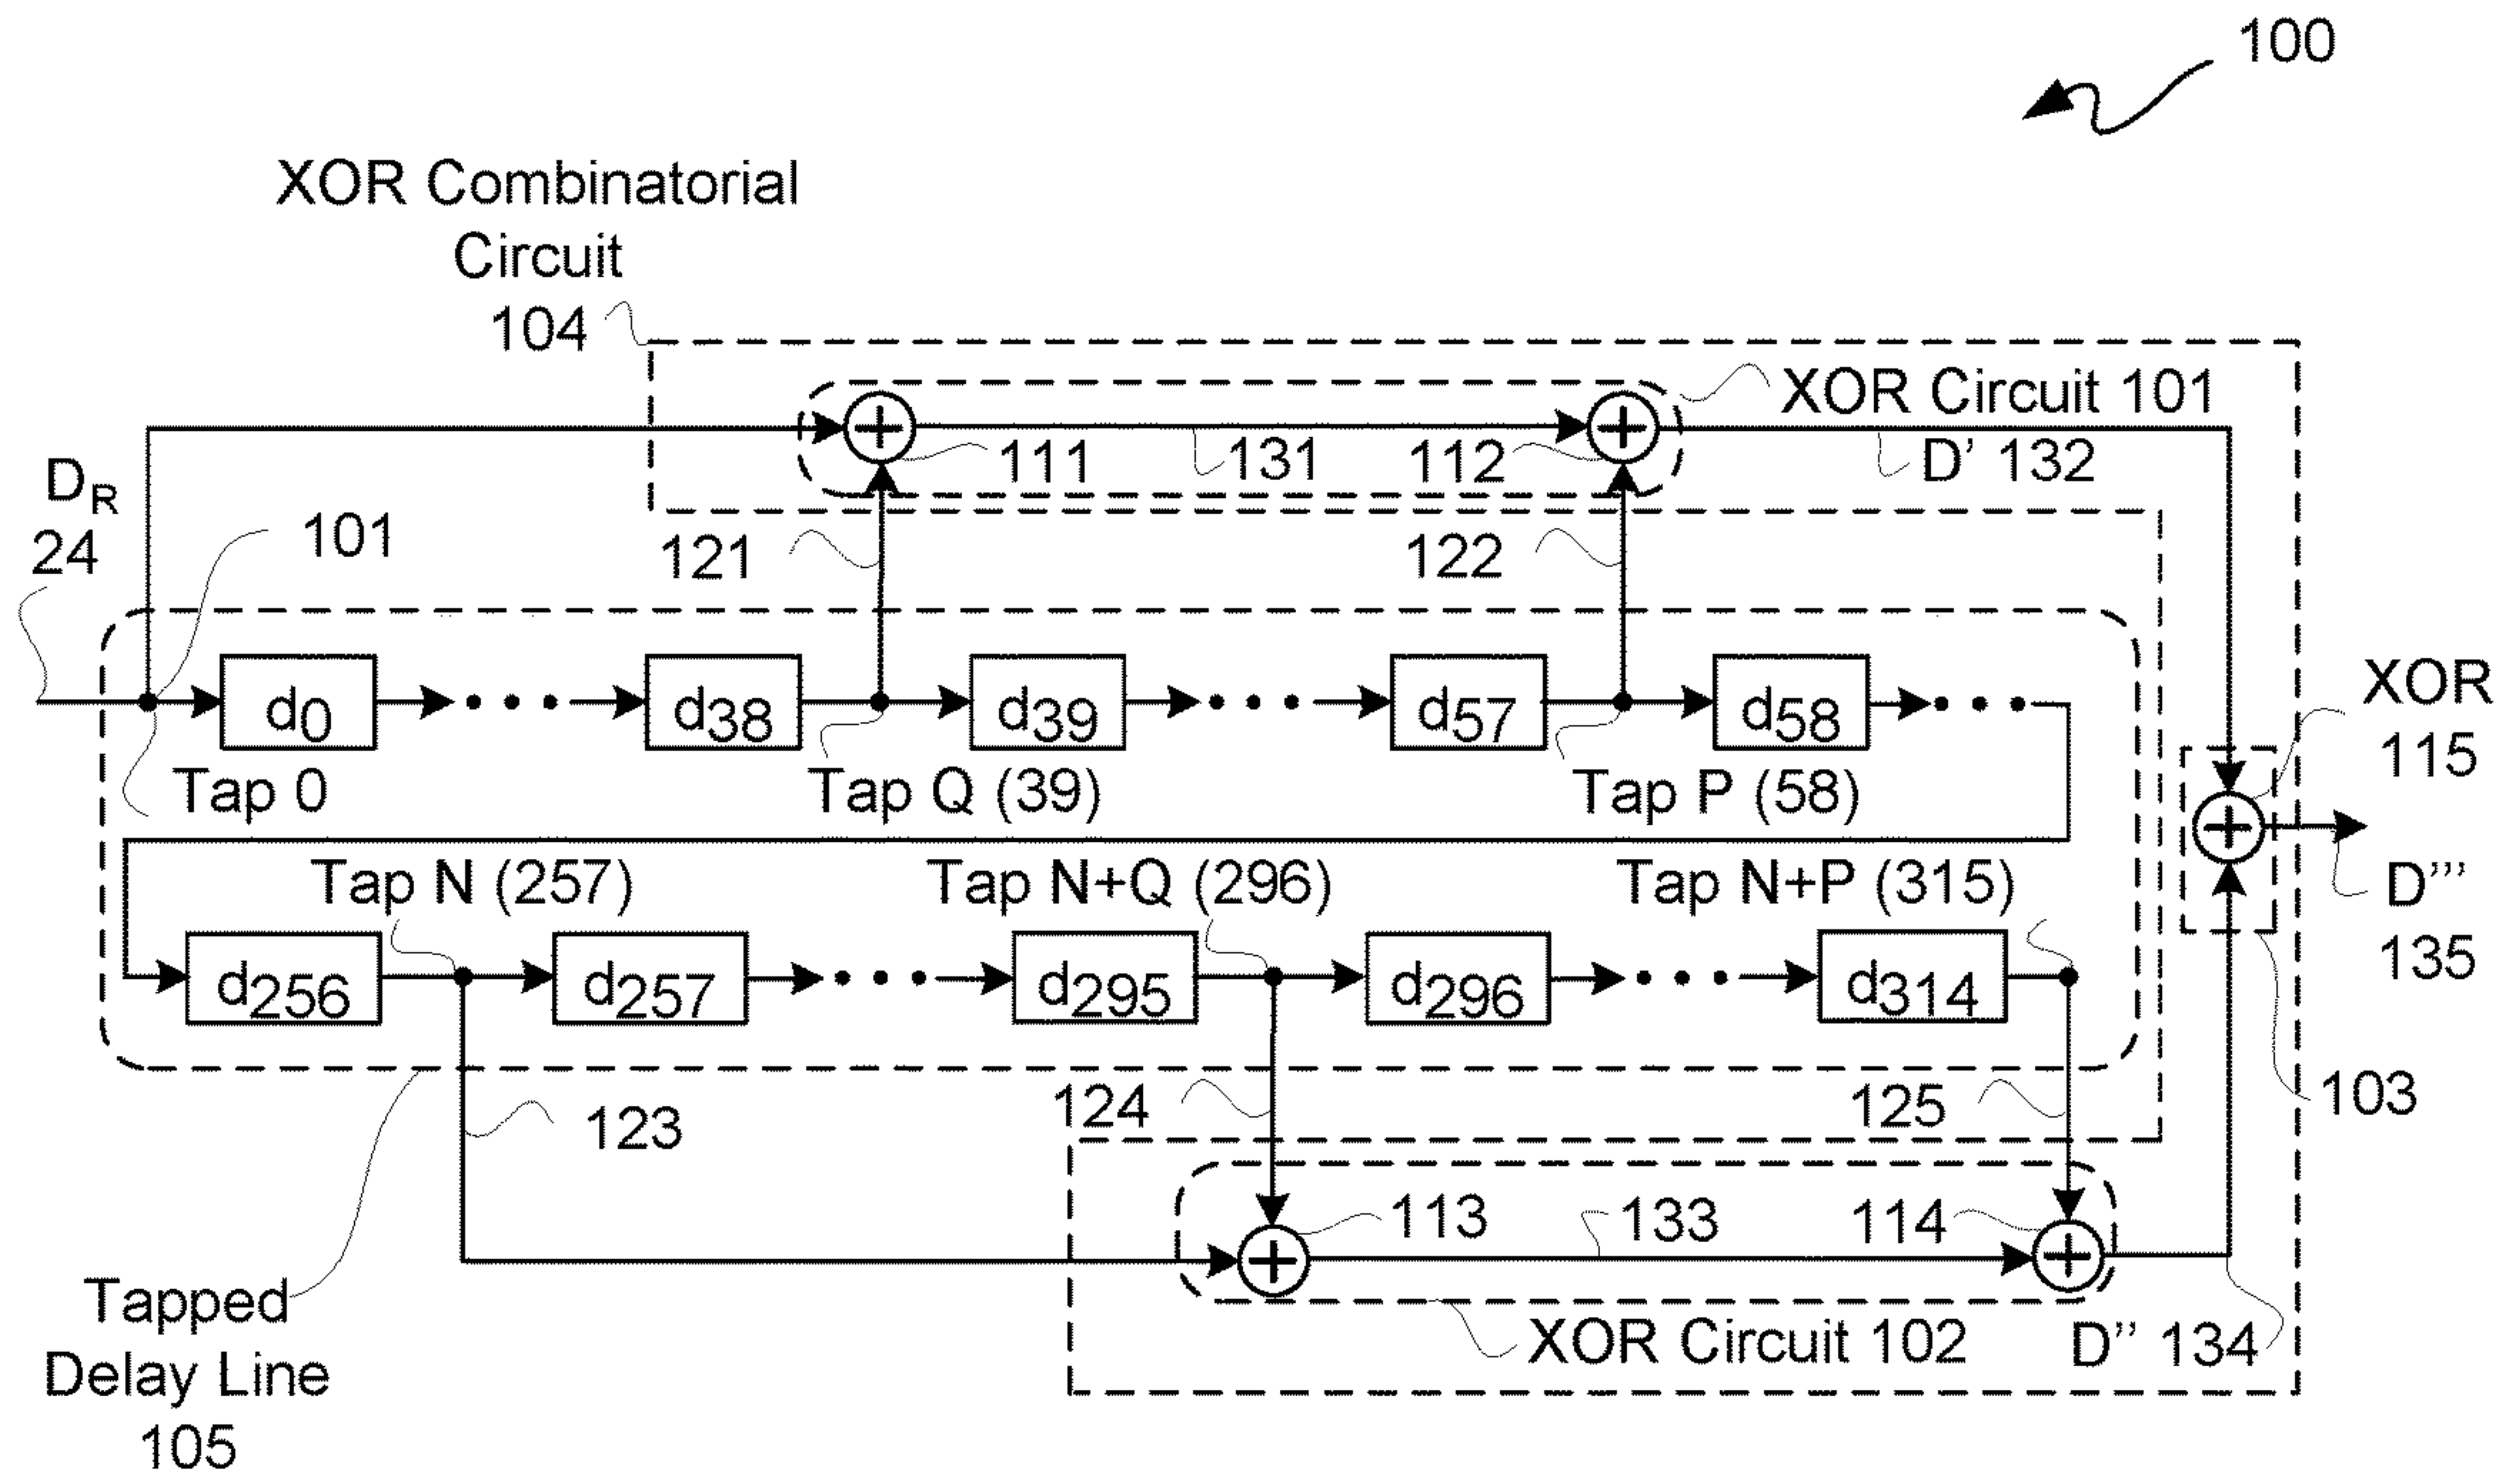 100
XOR Combinatorial
Circuit
104
XOR Circuit 101
111
131
112
D’ 132
D_R
24
101
121
122
d0
d38
d39
d57
d58
XOR
115
Tap 0
Tap Q (39)
Tap P (58)
Tap N (257)
Tap N+Q (296)
Tap N+P (315)
D’’’
135
d256
d257
d295
d296
d314
123
124
125
103
113
133
114
Tapped
Delay Line
105
XOR Circuit 102
D’’ 134